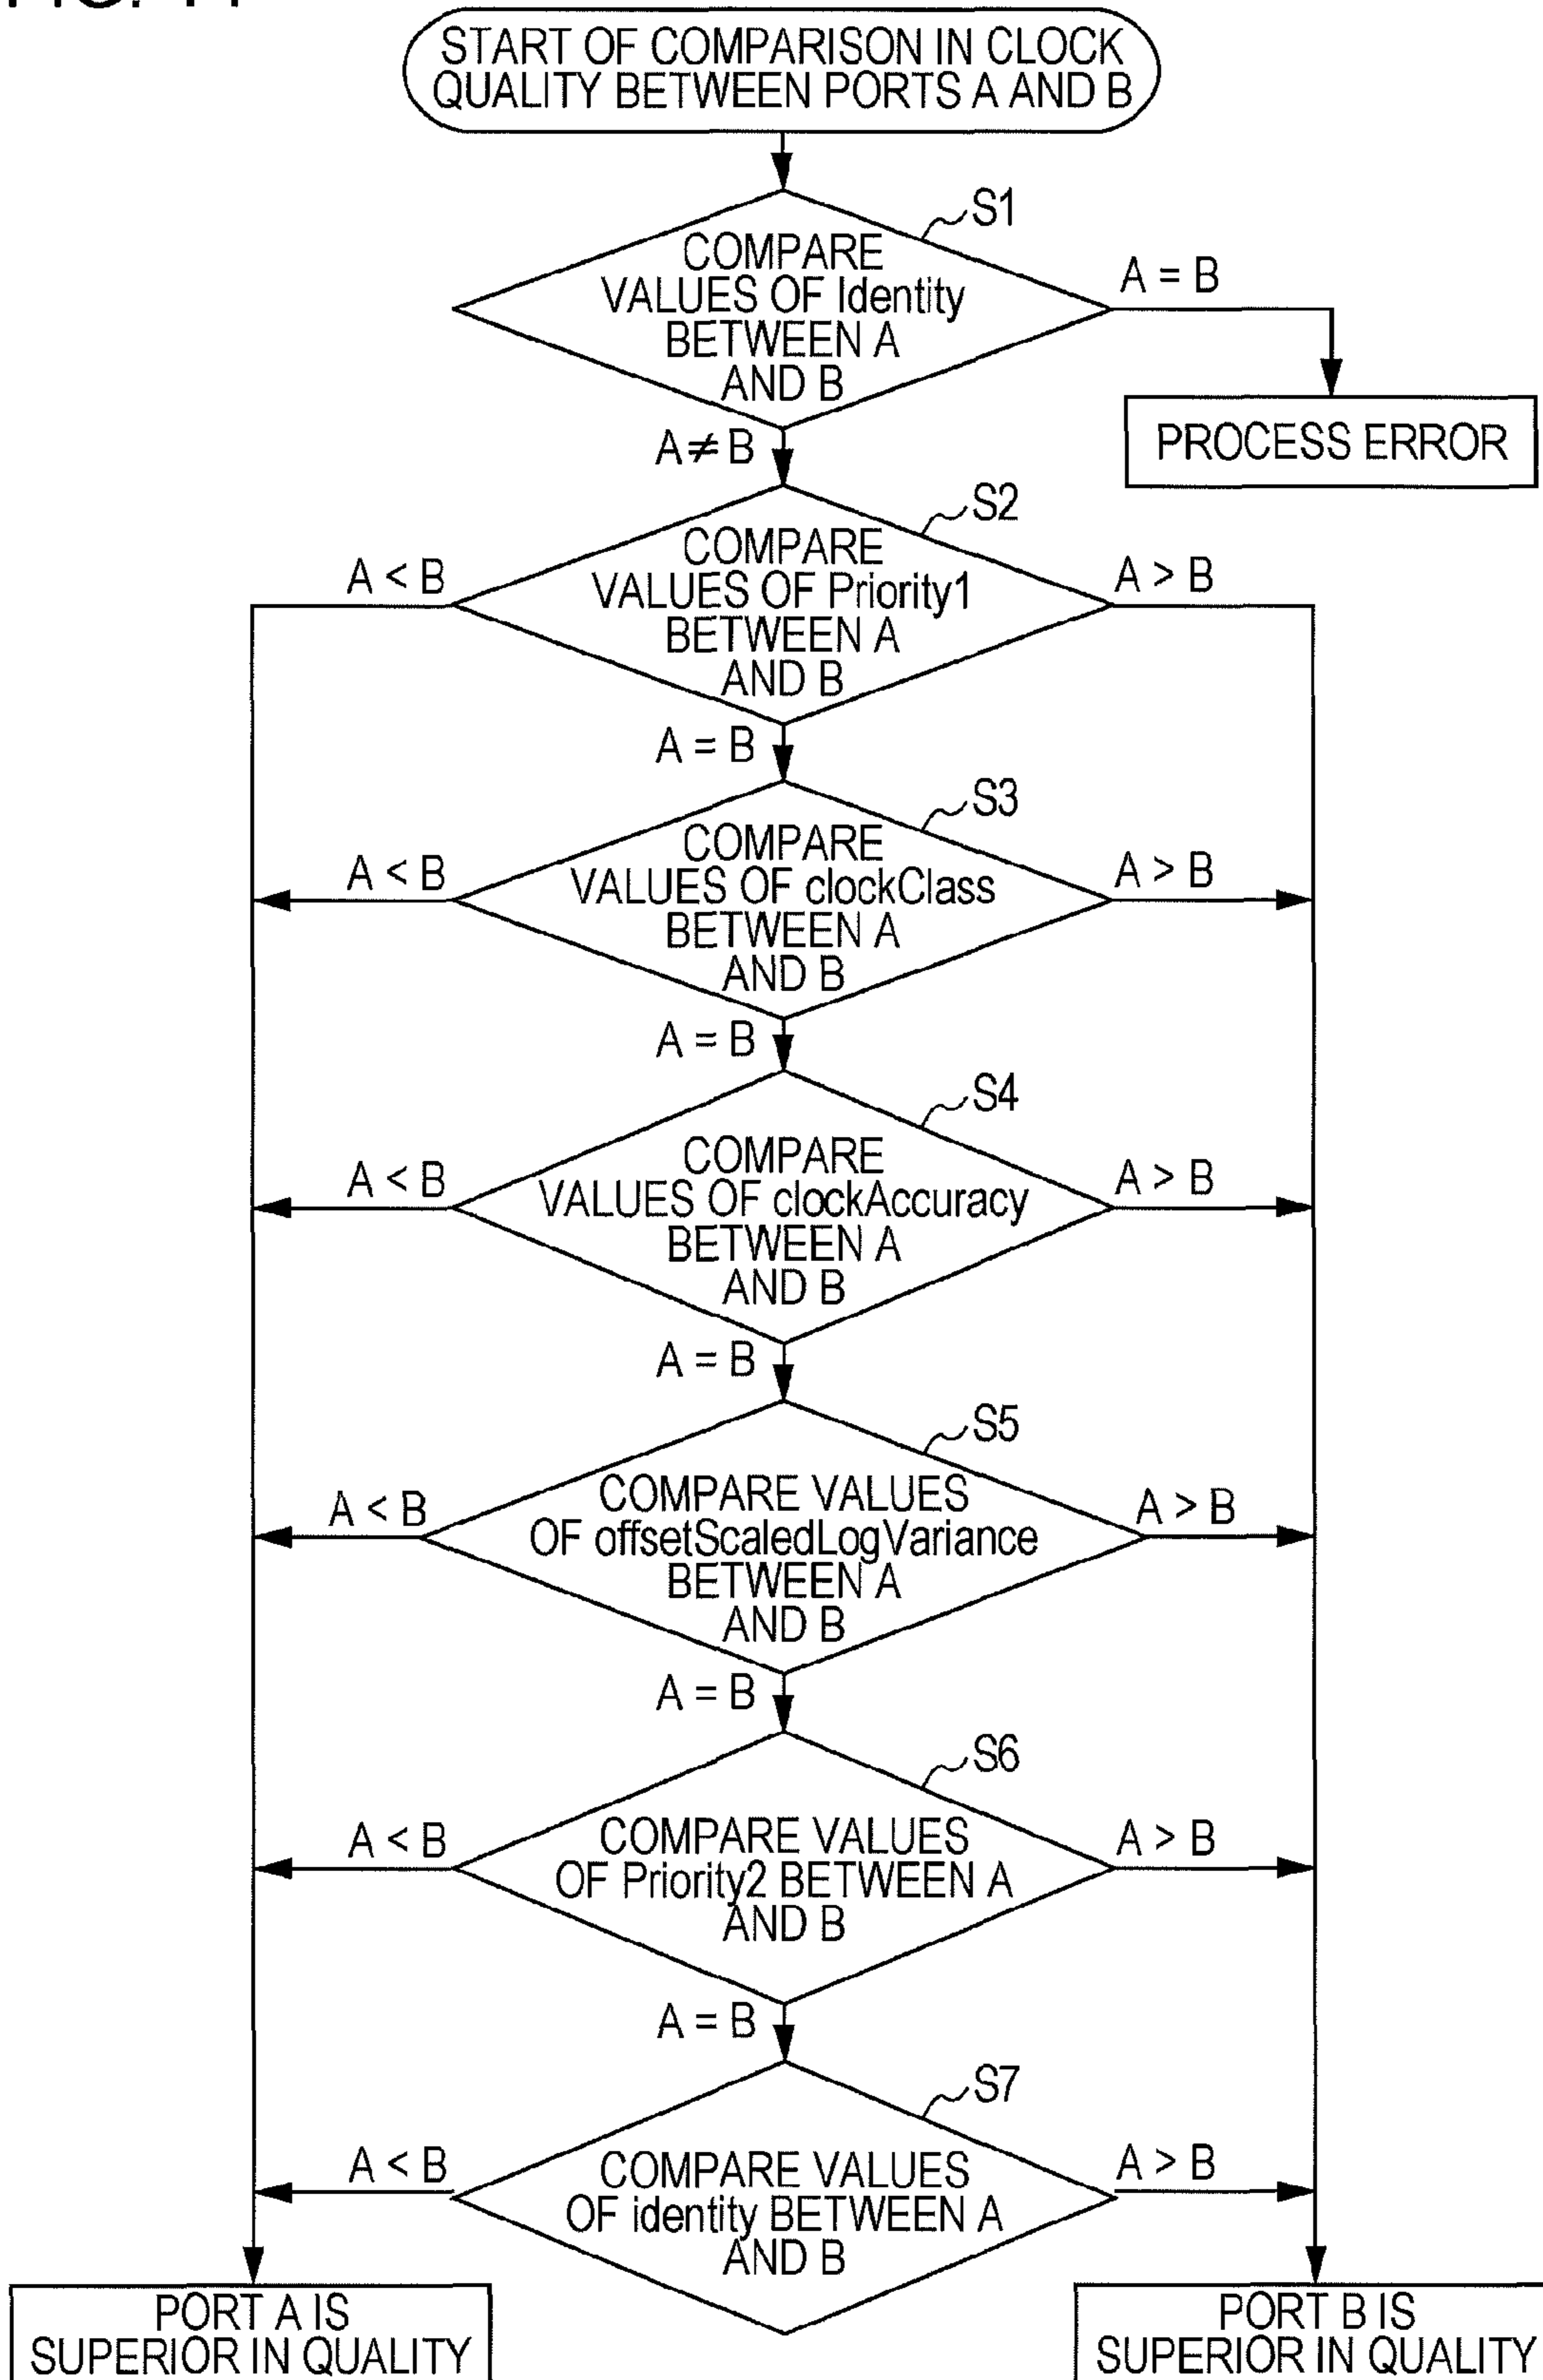 START OF COMPARISON IN CLOCK
QUALITY BETWEEN PORTS A AND B
S1
COMPARE
VALUES OF Identity
BETWEEN A
AND B
A = B
PROCESS ERROR
A ≠ B
S2
COMPARE
VALUES OF Priority1
BETWEEN A
AND B
A < B
A > B
A = B
S3
COMPARE
VALUES OF clockClass
BETWEEN A
AND B
A < B
A > B
A = B
S4
COMPARE
VALUES OF clockAccuracy
BETWEEN A
AND B
A < B
A > B
A = B
S5
COMPARE VALUES
OF offsetScaledLogVariance
BETWEEN A
AND B
A < B
A > B
A = B
S6
COMPARE VALUES
OF Priority2 BETWEEN A
AND B
A < B
A > B
A = B
S7
COMPARE VALUES
OF identity BETWEEN A
AND B
A < B
A > B
PORT A IS
SUPERIOR IN QUALITY
PORT B IS
SUPERIOR IN QUALITY